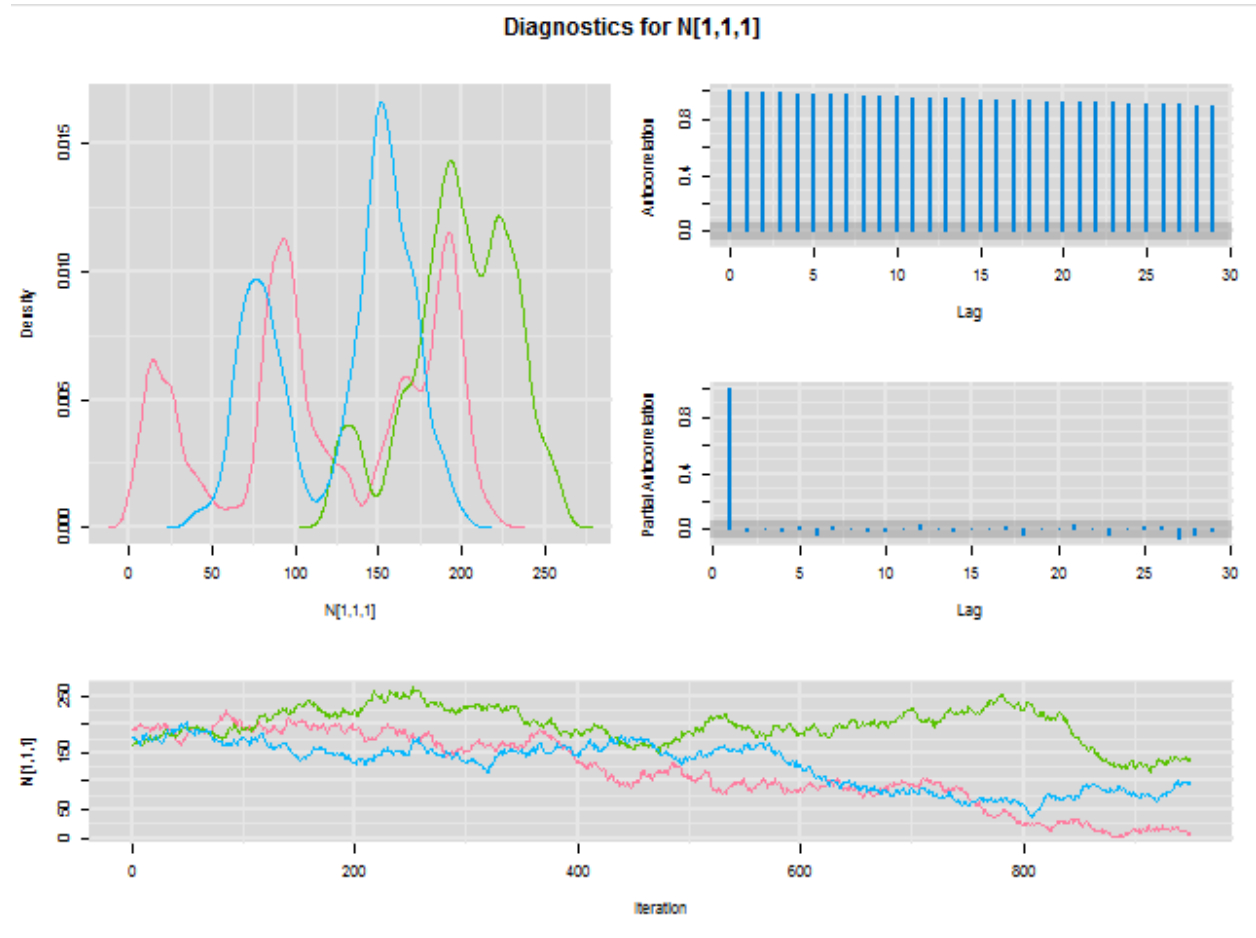 Diagnostics for N[1,1,1]
Density
0.015
0.010
0.005
0.000
0 50 100 150 200 250
N[1,1,1]
Autocorrelation
0.8
0.4
0.0
0 5 10 15 20 25 30
Lag
Partial Autocorrelation
0.8
0.4
0.0
0 5 10 15 20 25 30
Lag
N[1,1,1]
250
150
50
0
0 200 400 600 800
Iteration